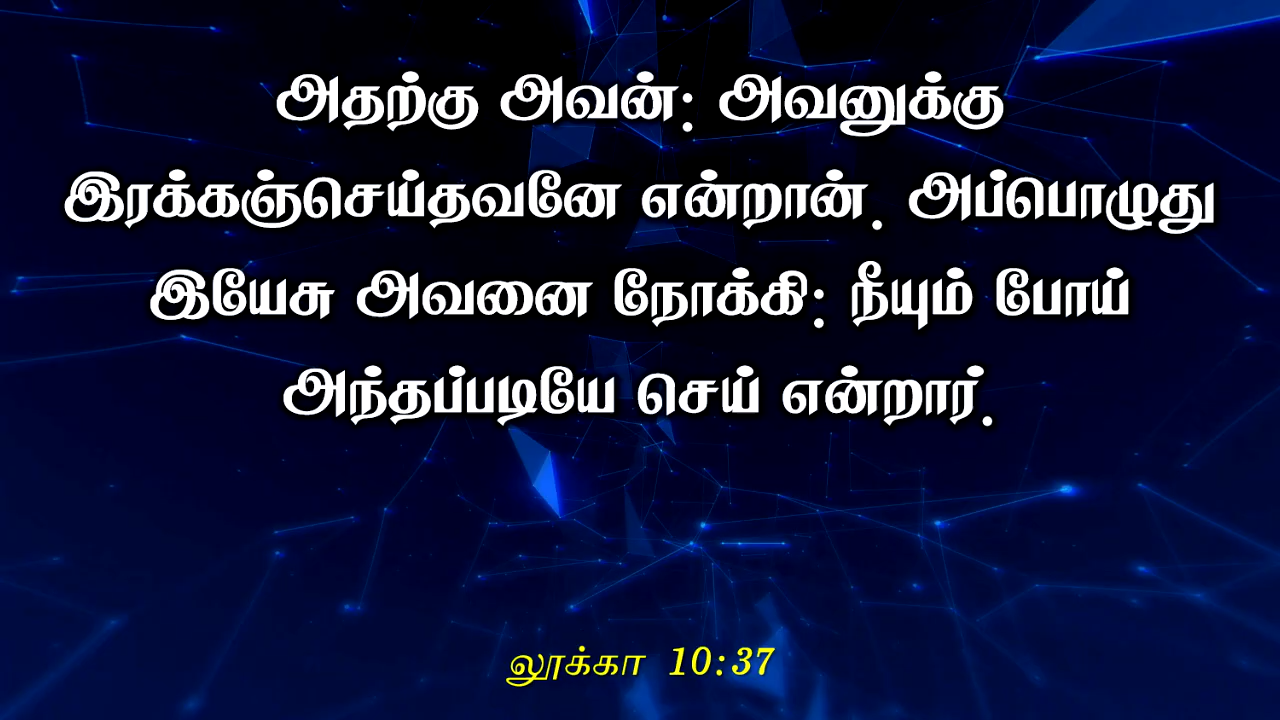 அதற்கு அவன்: அவனுக்கு
இரக்கஞ்செய்தவனே என்றான். அப்பொழுது
இயேசு அவனை நோக்கி: நீயும் போய்
அந்தப்படியே செய் என்றார்.
லூக்கா 10:37